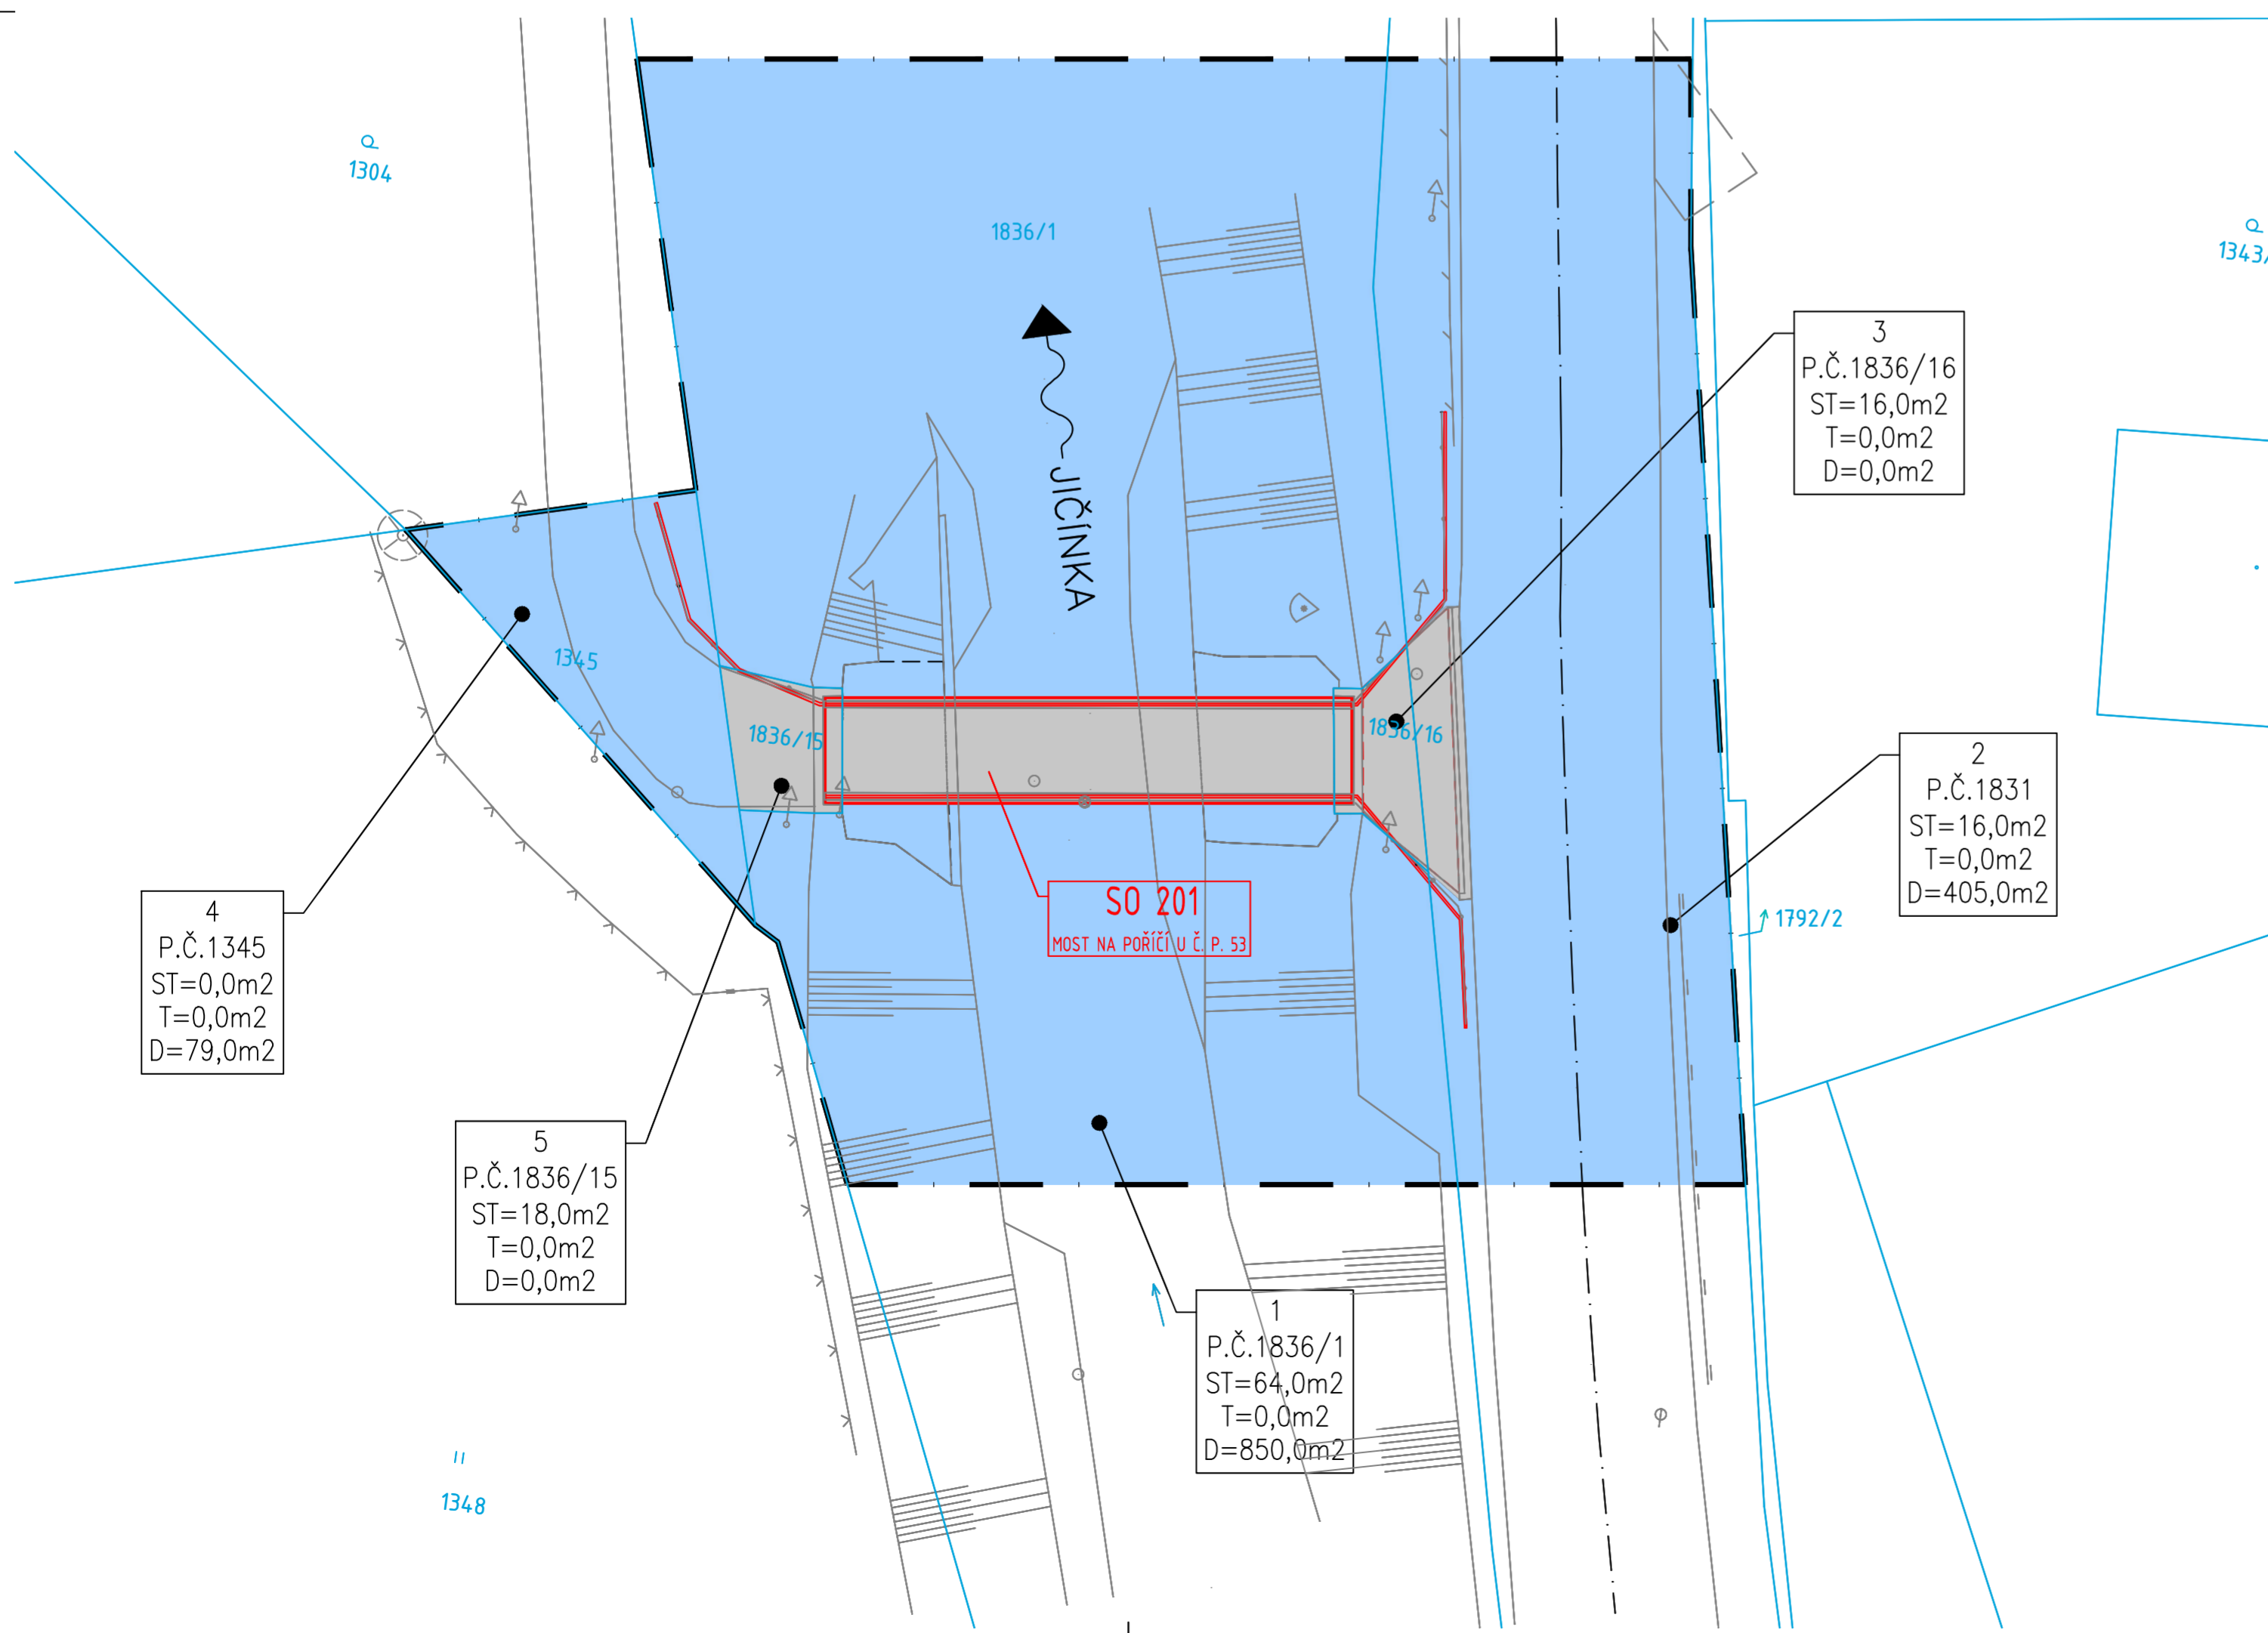 1304
1836/1
1343/
3
P.Č.1836/16
ST=16,0m2
T=0,0m2
D=0,0m2
JIČÍNKA
1345
1836/15
1836/16
2
P.Č.1831
ST=16,0m2
T=0,0m2
D=405,0m2
SO 201
MOST NA POŘÍČÍ U Č. P. 53
1792/2
4
P.Č.1345
ST=0,0m2
T=0,0m2
D=79,0m2
5
P.Č.1836/15
ST=18,0m2
T=0,0m2
D=0,0m2
1
P.Č.1836/1
ST=64,0m2
T=0,0m2
D=850,0m2
1348